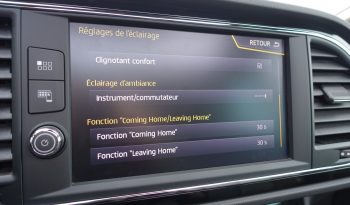 Réglages de l'éclairage
RETOUR
Clignotant confort
Éclairage d'ambiance
Instrument/commutateur
Fonction "Coming Home/Leaving Home"
Fonction "Coming Home" 30 s
Fonction "Leaving Home" 30 s